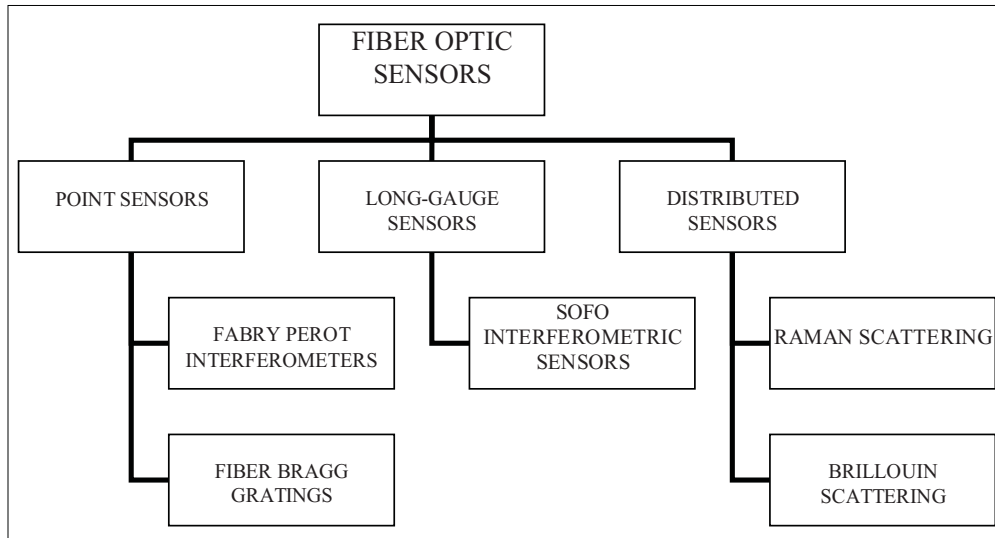 FIBER OPTIC
SENSORS
POINT SENSORS
LONG-GAUGE
SENSORS
DISTRIBUTED
SENSORS
FABRY PEROT
INTERFEROMETERS
SOFO
INTERFEROMETRIC
SENSORS
RAMAN SCATTERING
FIBER BRAGG
GRATINGS
BRILLOUIN
SCATTERING